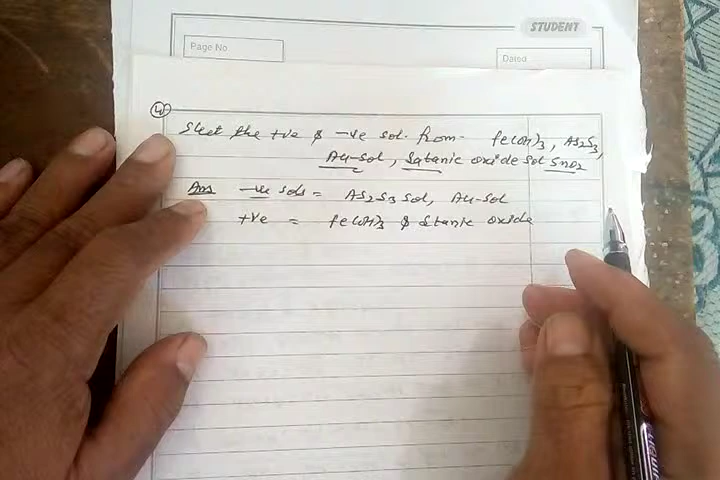 STUDENT
Page No
Dated
(4)
Slect the +ve & -ve sol. from - Fe(OH)3, AS2S3,
Au-sol, Satanic oxide sol SnO2
Ans -ve sols = AS2S3 sol, Au-sol
+ve = Fe(OH)3 & Stanic oxide